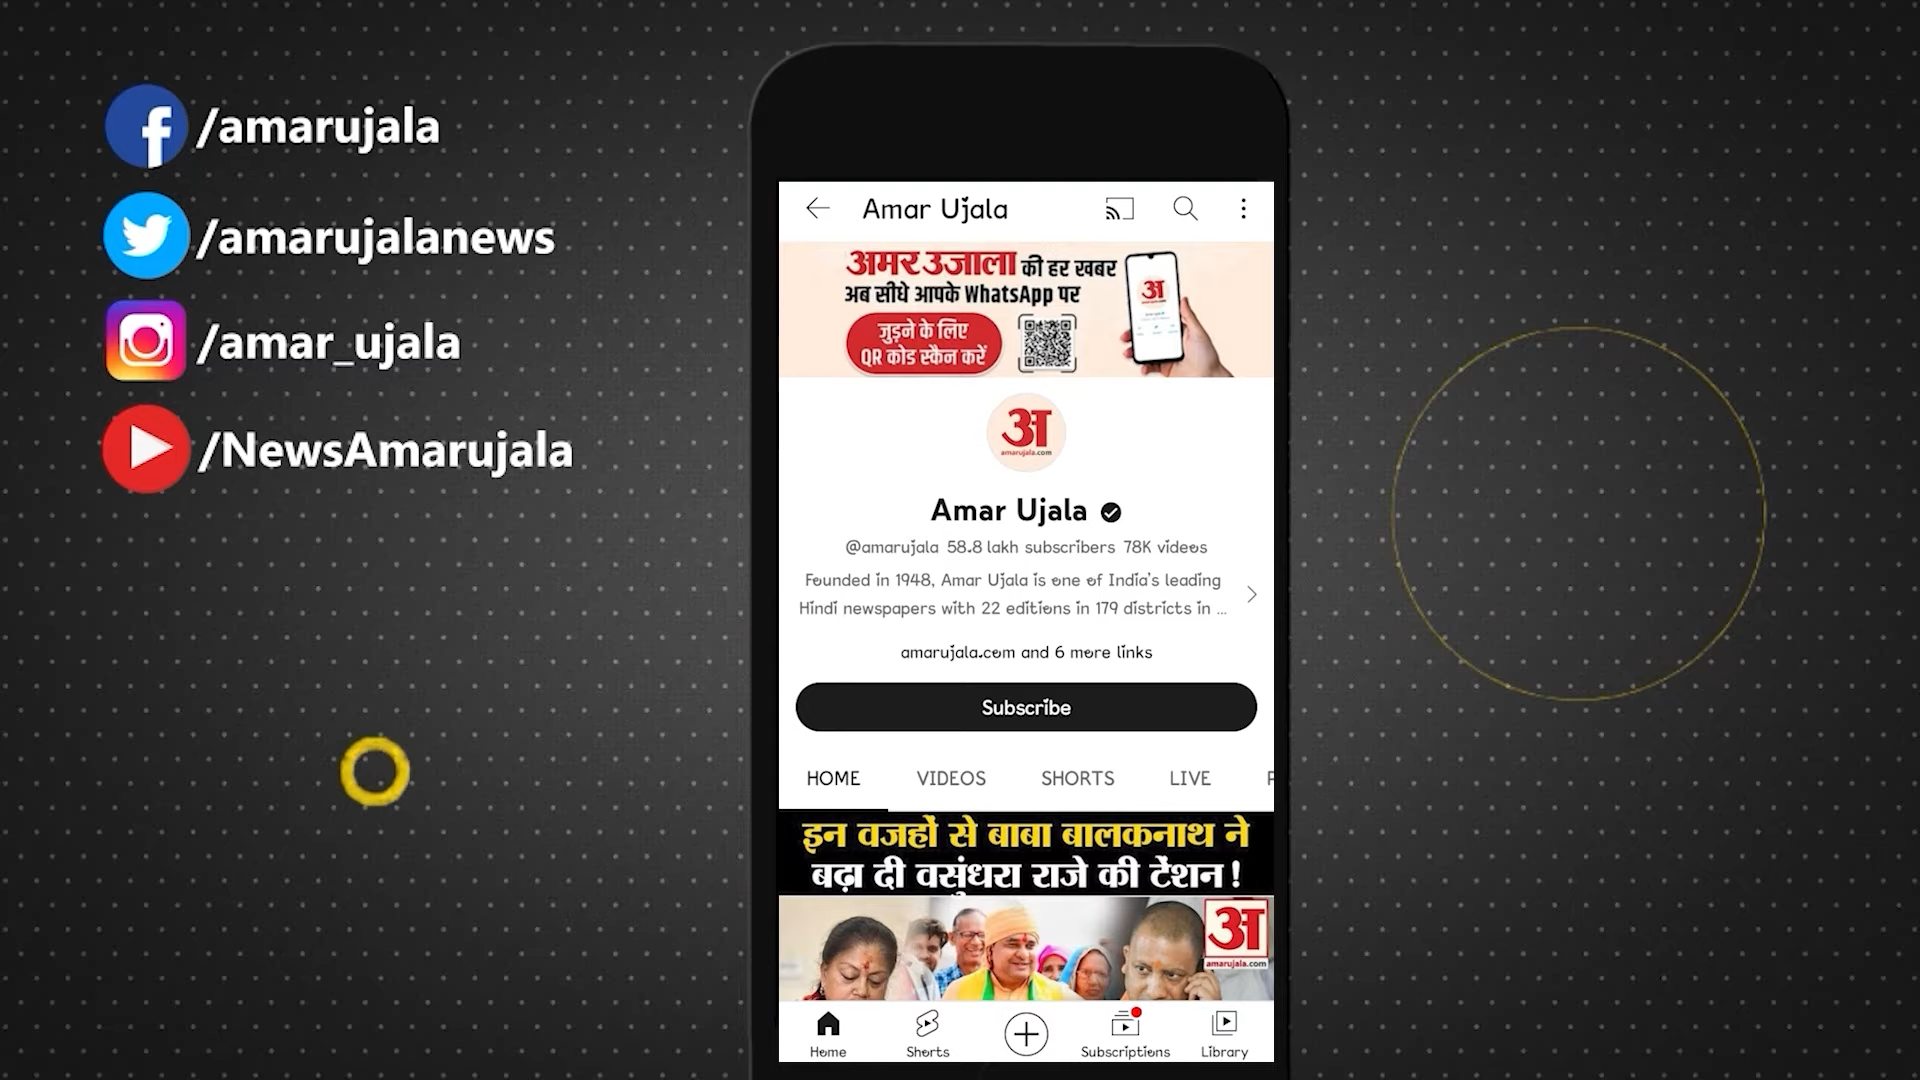 /amarujala
/amarujalanews
/amar_ujala
/NewsAmarujala
Amar Ujala
अमर उजाला की हर खबर
अब सीधे आपके WhatsApp पर
जुड़ने के लिए
QR कोड स्कैन करें
अ
अ
amarujala.com
Amar Ujala
@amarujala 58.8 lakh subscribers 78K videos
Founded in 1948, Amar Ujala is one of India's leading
Hindi newspapers with 22 editions in 179 districts in ...
amarujala.com and 6 more links
Subscribe
HOME VIDEOS SHORTS LIVE
इन वजहों से बाबा बालकनाथ ने
बढ़ा दी वसुंधरा राजे की टेंशन!
अ
amarujala.com
Home Shorts Subscriptions Library